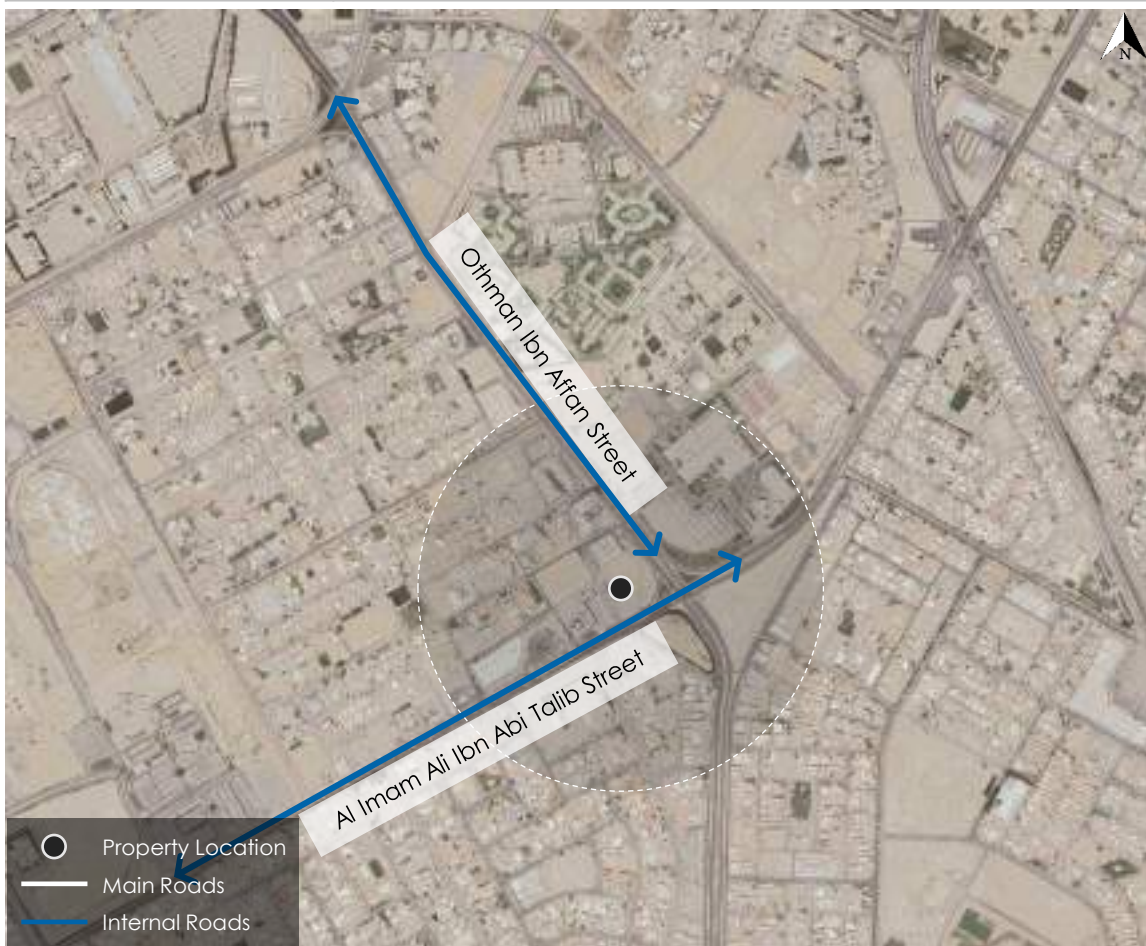 N
Othman Ibn Affan Street
Al Imam Ali Ibn Abi Talib Street
Property Location
Main Roads
Internal Roads